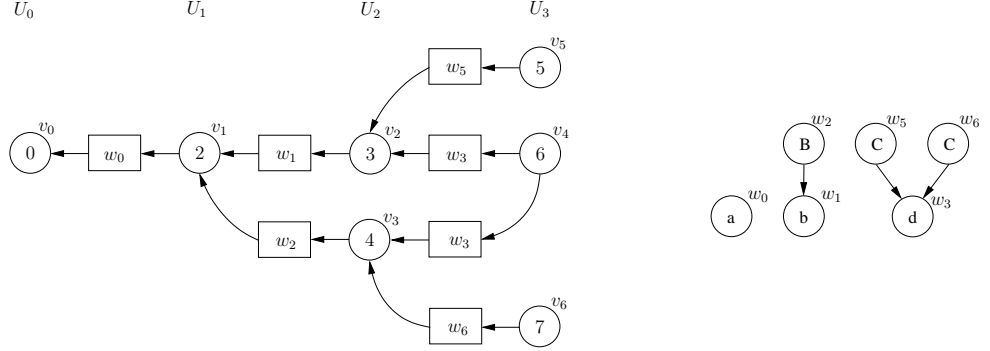 U₀ U₁ U₂ U₃
v₅
w₅ 5
v₀ v₁ v₂ v₄ w₂ w₅ w₆
0 w₀ 2 w₁ 3 w₃ 6 B C C
v₃ w₀ w₁ w₃
w₂ 4 w₃ a b d
v₆
w₆ 7